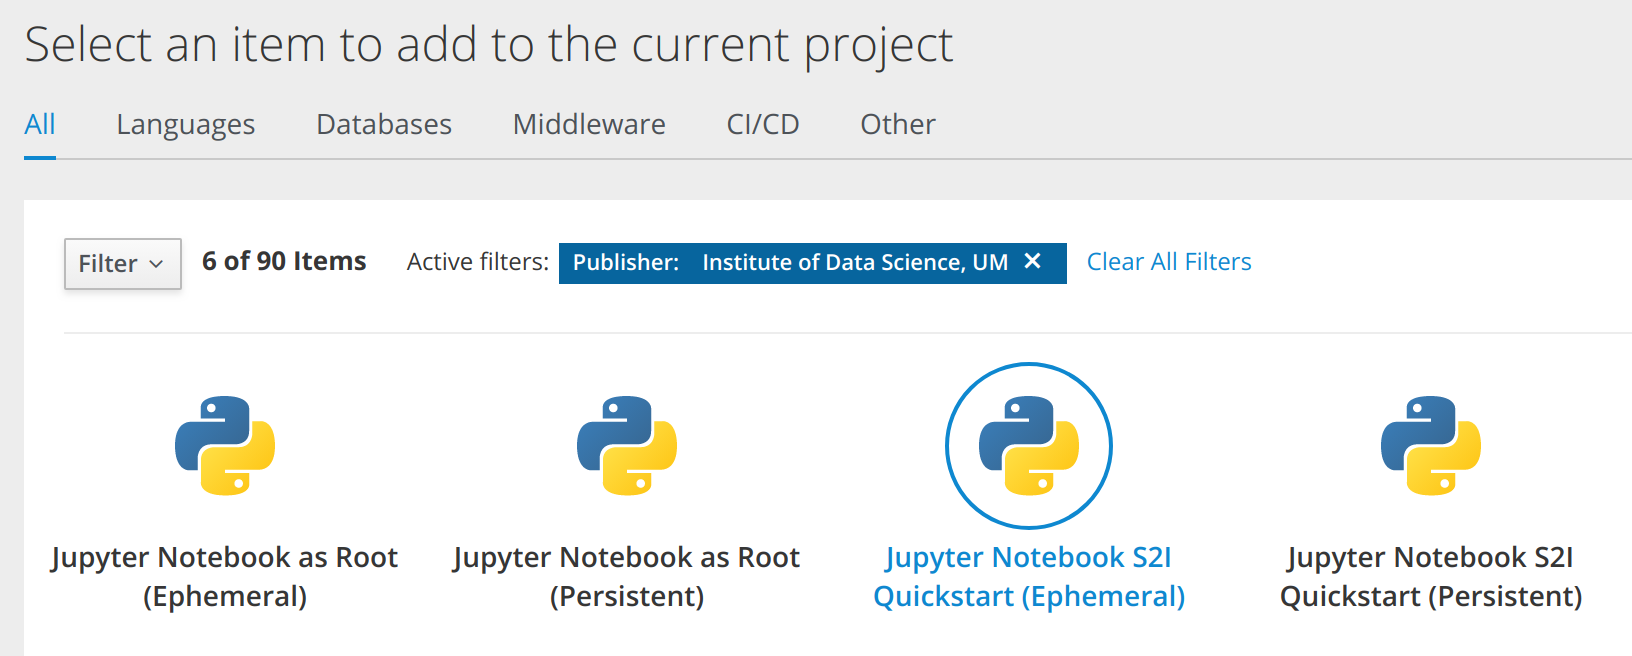 Select an item to add to the current project
All Languages Databases Middleware CI/CD Other
Filter 6 of 90 Items Active filters: Publisher: Institute of Data Science, UM ✕ Clear All Filters
Jupyter Notebook as Root
(Ephemeral)
Jupyter Notebook as Root
(Persistent)
Jupyter Notebook S2I
Quickstart (Ephemeral)
Jupyter Notebook S2I
Quickstart (Persistent)